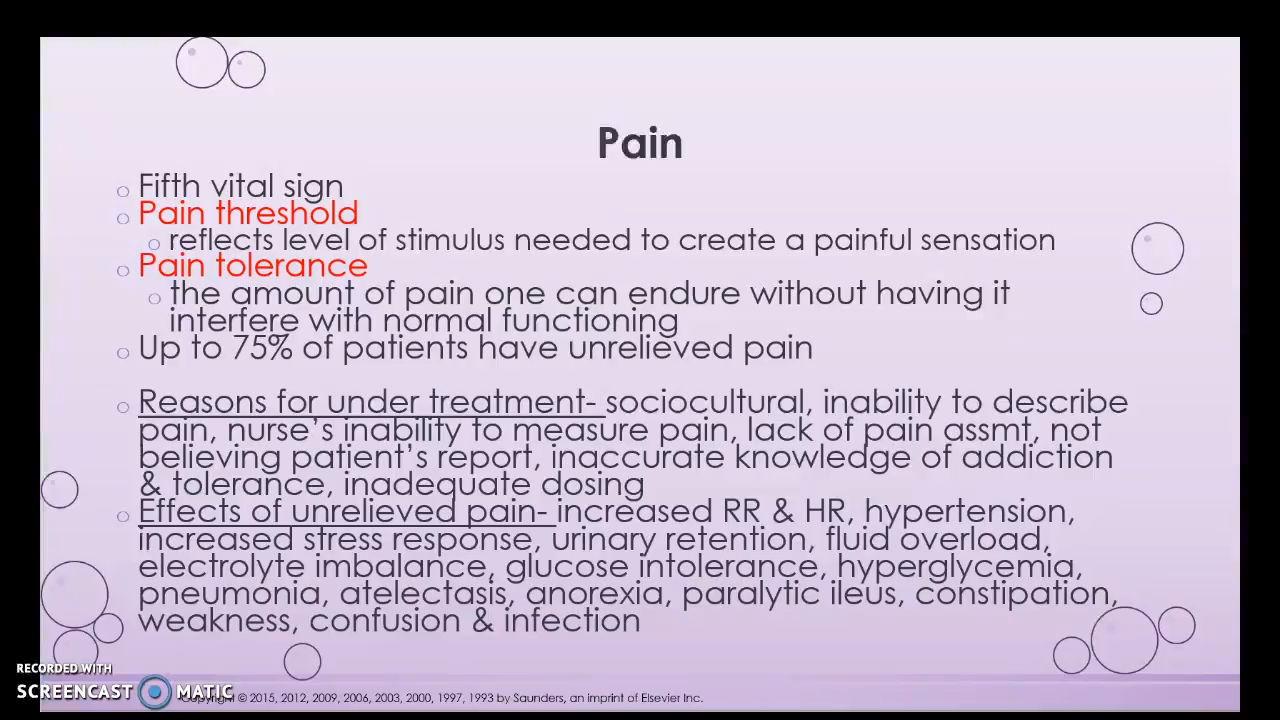 Pain
Fifth vital sign
Pain threshold
reflects level of stimulus needed to create a painful sensation
Pain tolerance
the amount of pain one can endure without having it
interfere with normal functioning
Up to 75% of patients have unrelieved pain
Reasons for under treatment- sociocultural, inability to describe
pain, nurse’s inability to measure pain, lack of pain assmt, not
believing patient’s report, inaccurate knowledge of addiction
& tolerance, inadequate dosing
Effects of unrelieved pain- increased RR & HR, hypertension,
increased stress response, urinary retention, fluid overload,
electrolyte imbalance, glucose intolerance, hyperglycemia,
pneumonia, atelectasis, anorexia, paralytic ileus, constipation,
weakness, confusion & infection
RECORDED WITH
SCREENCAST MATIC
Copyright © 2015, 2012, 2009, 2006, 2003, 2000, 1997, 1993 by Saunders, an imprint of Elsevier Inc.